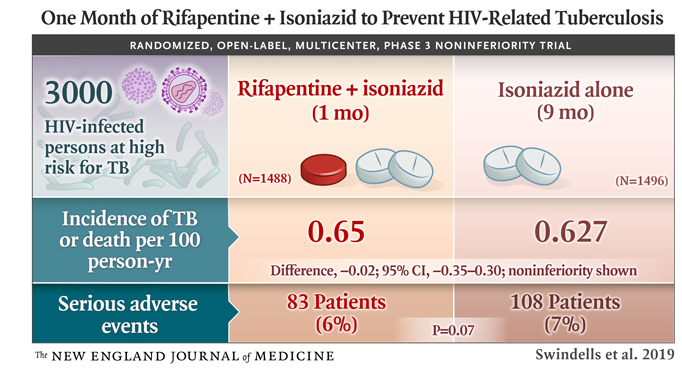 One Month of Rifapentine + Isoniazid to Prevent HIV-Related Tuberculosis
RANDOMIZED, OPEN-LABEL, MULTICENTER, PHASE 3 NONINFERIORITY TRIAL
3000
HIV-infected
persons at high
risk for TB
Rifapentine + isoniazid
(1 mo)
(N=1488)
Isoniazid alone
(9 mo)
(N=1496)
Incidence of TB
or death per 100
person-yr
0.65
0.627
Difference, −0.02; 95% CI, −0.35–0.30; noninferiority shown
Serious adverse
events
83 Patients
(6%)
108 Patients
(7%)
P=0.07
The NEW ENGLAND JOURNAL of MEDICINE
Swindells et al. 2019